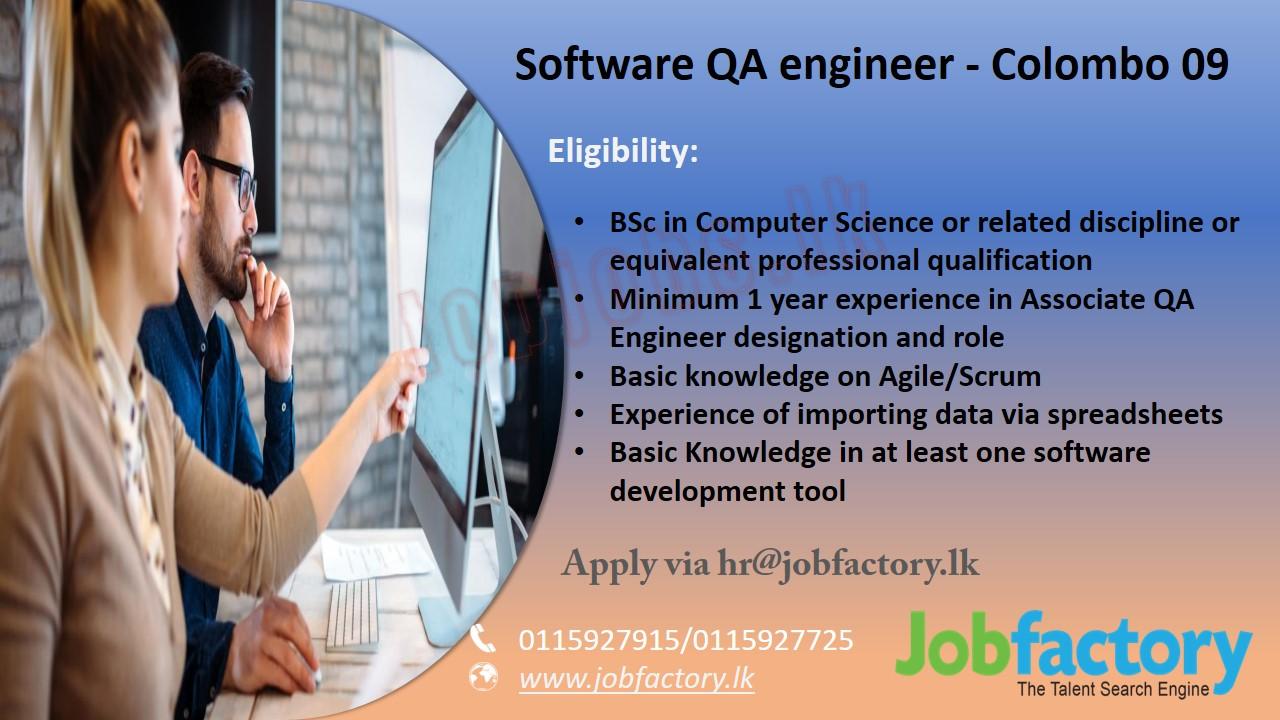 Software QA engineer - Colombo 09
Eligibility:
• BSc in Computer Science or related discipline or
equivalent professional qualification
• Minimum 1 year experience in Associate QA
Engineer designation and role
• Basic knowledge on Agile/Scrum
• Experience of importing data via spreadsheets
• Basic Knowledge in at least one software
development tool
topjobs.lk
Apply via hr@jobfactory.lk
0115927915/0115927725
www.jobfactory.lk
Jobfactory
The Talent Search Engine